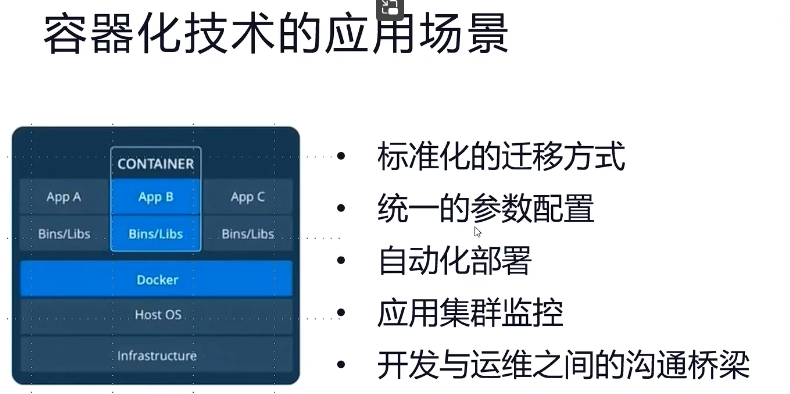 容器化技术的应用场景
CONTAINER
App A App B App C
Bins/Libs Bins/Libs Bins/Libs
Docker
Host OS
Infrastructure
• 标准化的迁移方式
• 统一的参数配置
• 自动化部署
• 应用集群监控
• 开发与运维之间的沟通桥梁